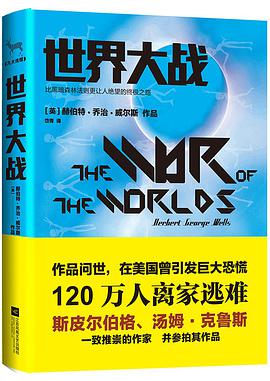 世界大战
比黑暗森林法则更让人绝望的终极之战
[英] 赫伯特·乔治·威尔斯 作品
THE WAR OF
THE WORLDS
Herbert George Wells
作品问世，在美国曾引发巨大恐慌
120 万人离家逃难
斯皮尔伯格、汤姆·克鲁斯
一致推崇的作家 并参拍其作品
世界大战